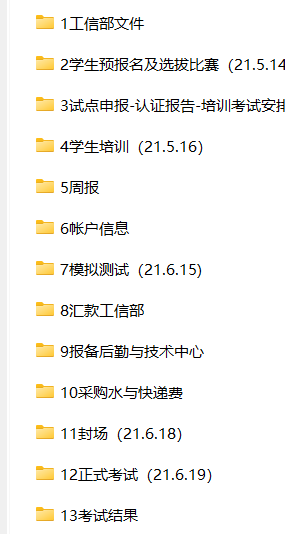 1工信部文件
2学生预报名及选拔比赛（21.5.14
3试点申报-认证报告-培训考试安排
4学生培训（21.5.16）
5周报
6帐户信息
7模拟测试（21.6.15)
8汇款工信部
9报备后勤与技术中心
10采购水与快递费
11封场（21.6.18）
12正式考试（21.6.19）
13考试结果